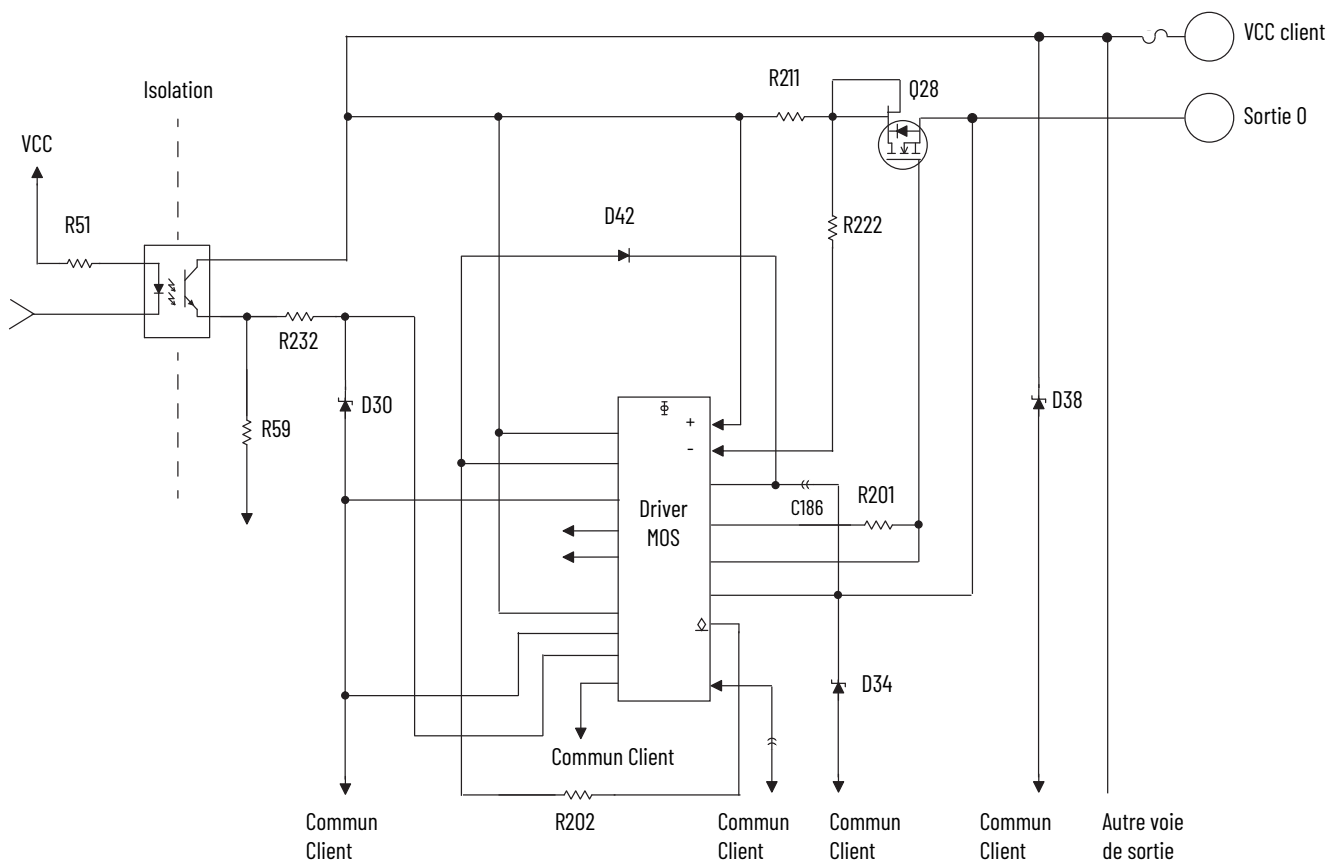 VCC client
R211
Q28
Isolation
Sortie 0
VCC
R51
D42
R222
R232
D30
D38
R59
+
-
Driver
MOS
C186
R201
D34
Commun Client
R202
Commun
Client
Commun
Client
Commun
Client
Commun
Client
Autre voie
de sortie